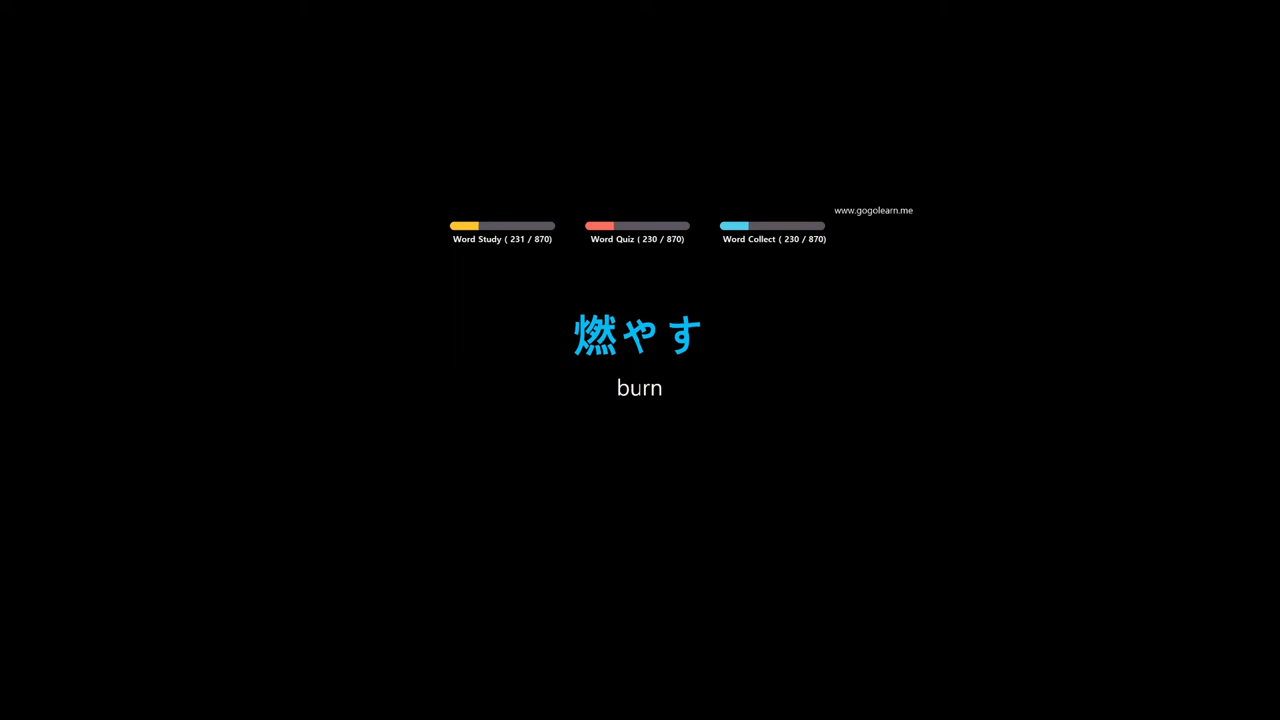 www.gogolearn.me
Word Study ( 231 / 870)
Word Quiz ( 230 / 870)
Word Collect ( 230 / 870)
燃やす
burn